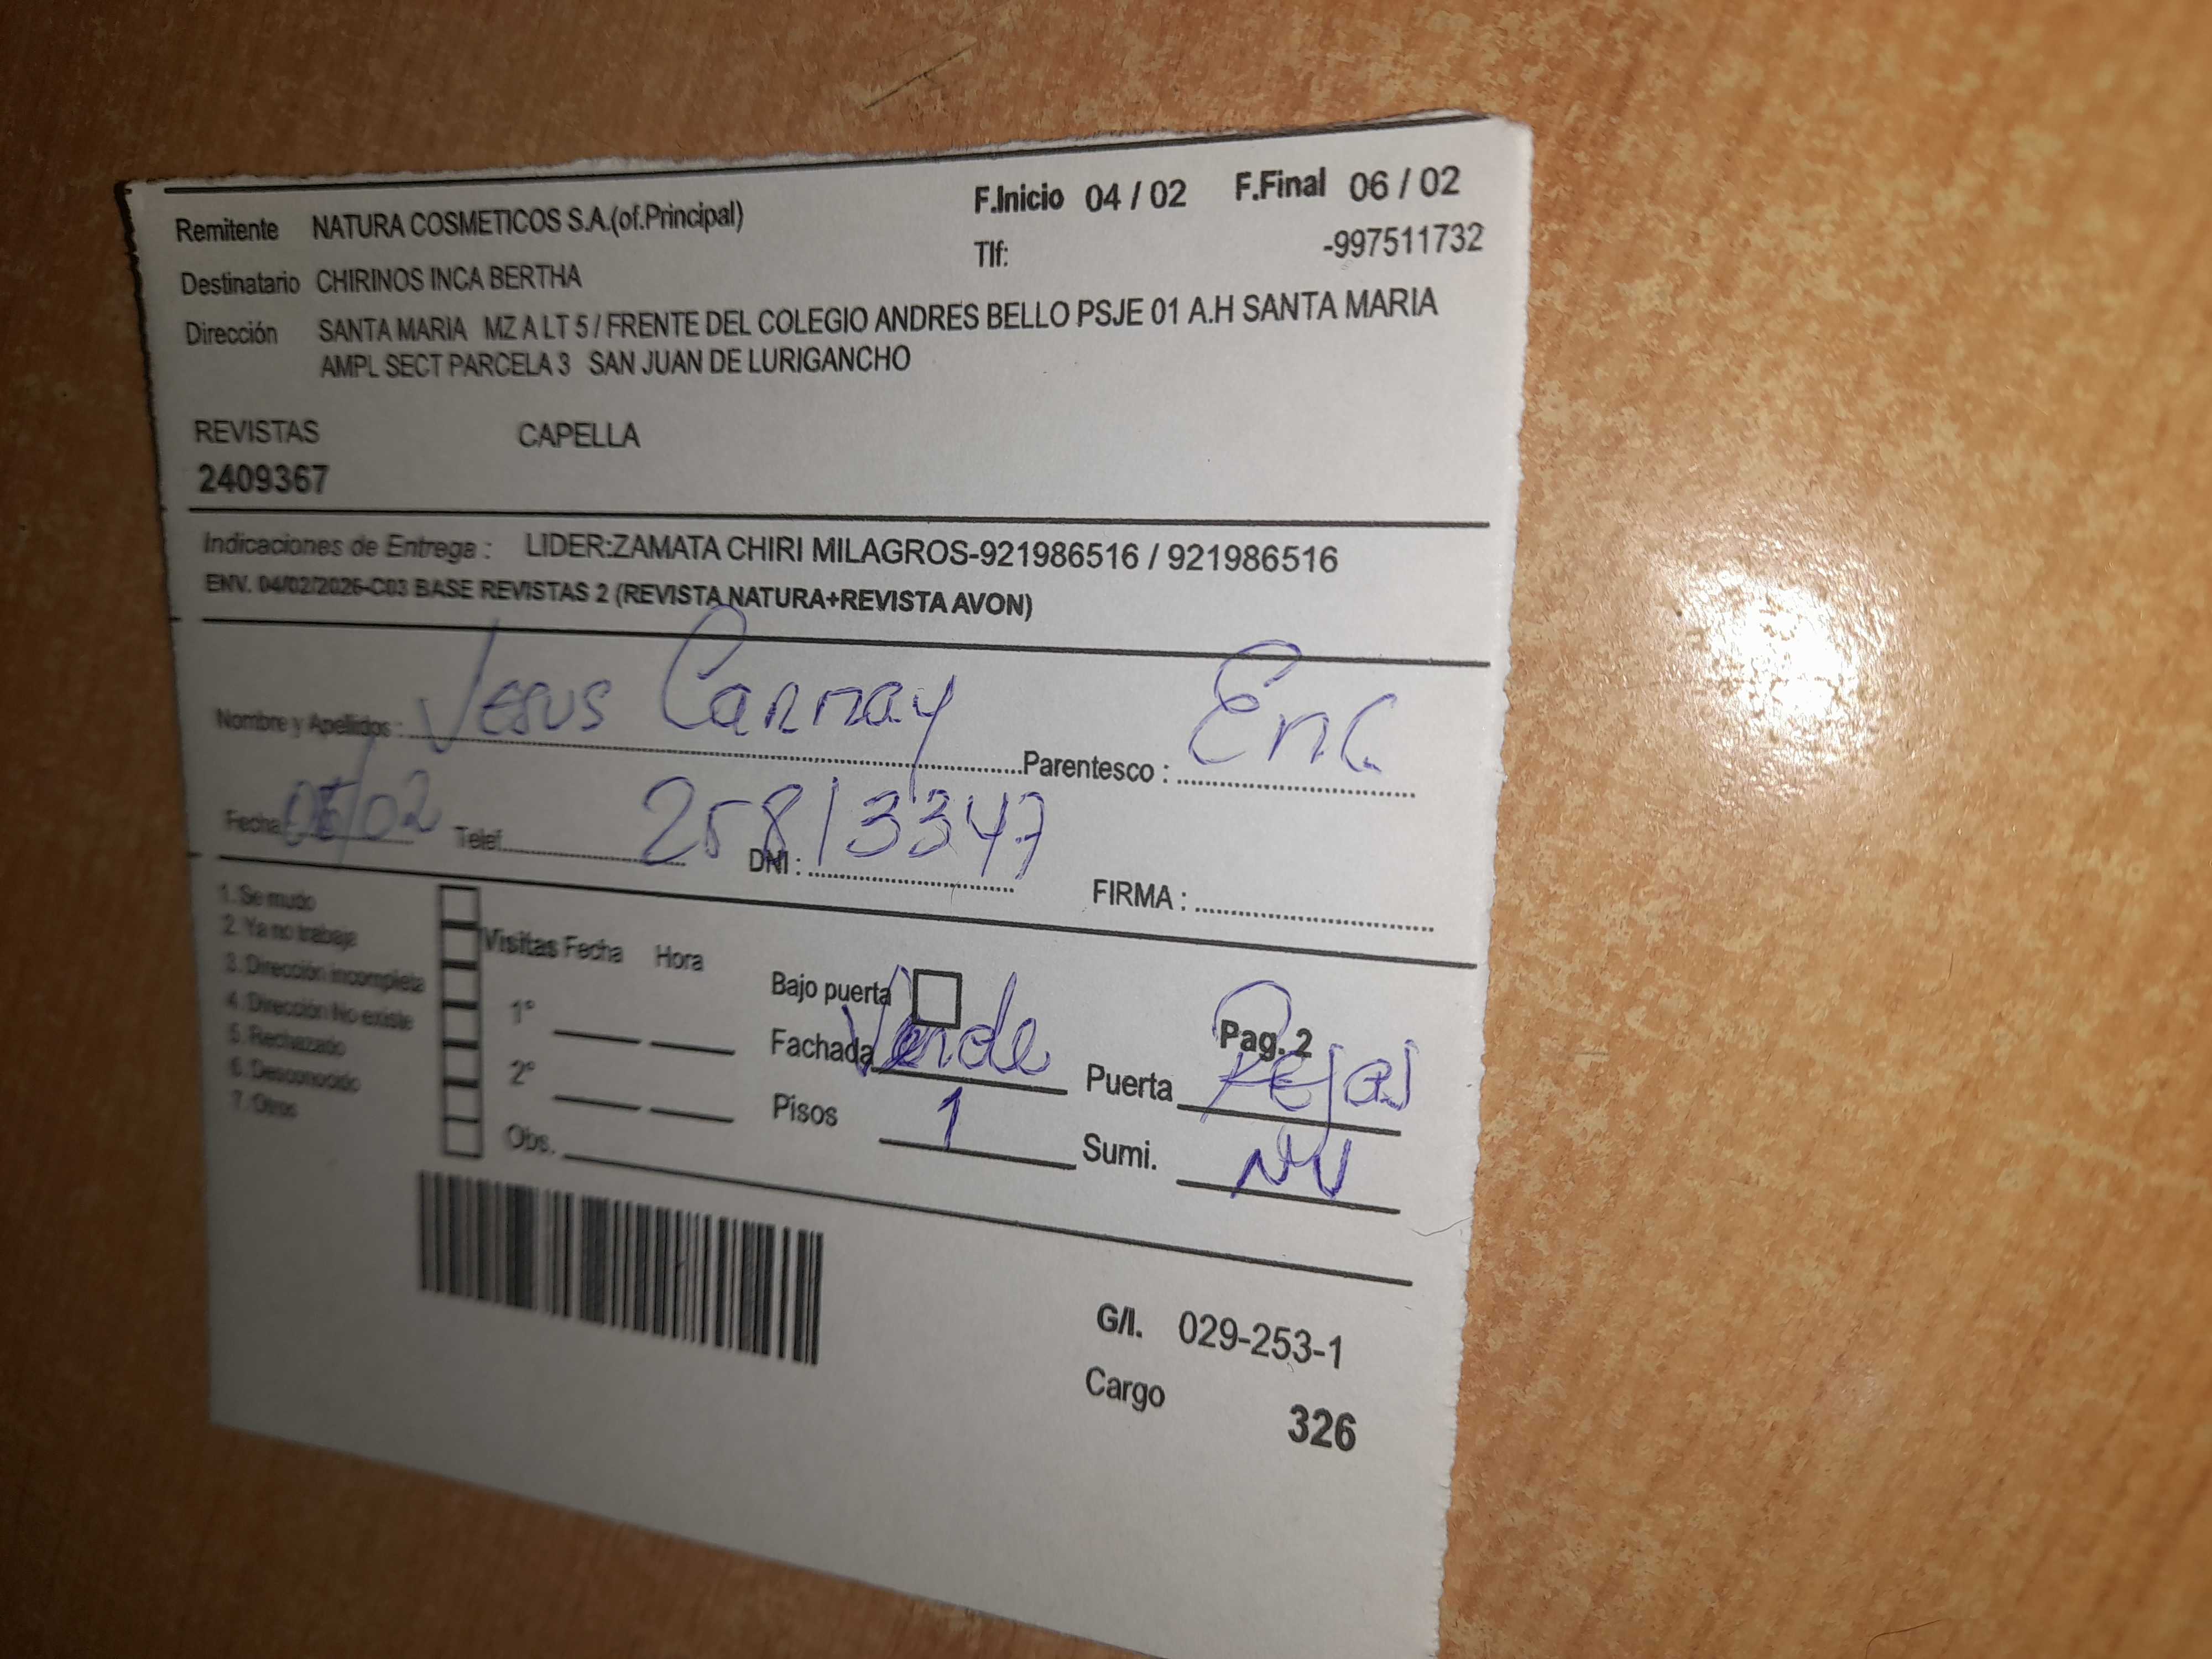 F.Inicio 04 / 02 F.Final 06 / 02
Remitente NATURA COSMETICOS S.A.(of.Principal)
Tlf: -997511732
Destinatario CHIRINOS INCA BERTHA
Dirección SANTA MARIA MZ A LT 5 / FRENTE DEL COLEGIO ANDRES BELLO PSJE 01 A.H SANTA MARIA
AMPL SECT PARCELA 3 SAN JUAN DE LURIGANCHO
REVISTAS CAPELLA
2409367
Indicaciones de Entrega : LIDER:ZAMATA CHIRI MILAGROS-921986516 / 921986516
ENV. 04/02/2026-C03 BASE REVISTAS 2 (REVISTA NATURA+REVISTA AVON)
Nombre y Apellidos : Jesus Parentesco : Enc
Fecha: 05/02 Telef. DNI : 25813347 FIRMA :
1. Se mudo
2. Ya no trabaja
3. Dirección incompleta
4. Dirección No existe
5. Rechazado
6. Desconocido
7. Otros
Visitas Fecha Hora
1°
2°
Obs.
Bajo puerta Pag. 2
Fachada Verde Puerta Rejas
Pisos 1 Sumi. NV
G/I. 029-253-1
Cargo 326